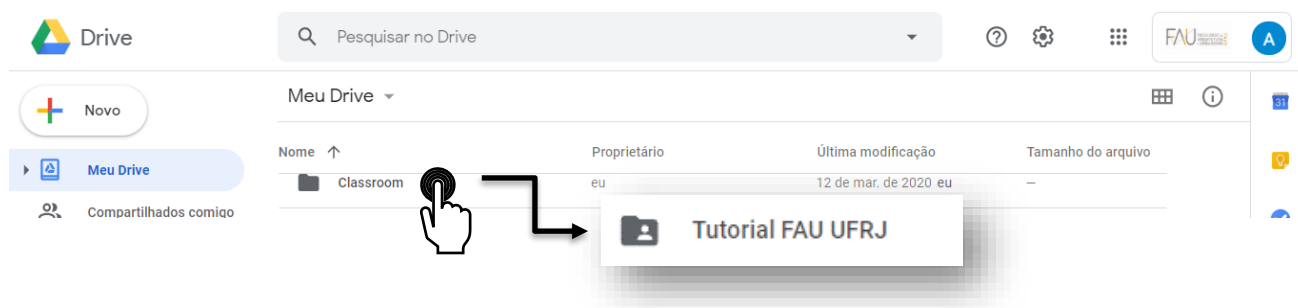 Drive
Pesquisar no Drive
FAU
A
Novo
Meu Drive
31
Nome
Proprietário
Última modificação
Tamanho do arquivo
Meu Drive
Classroom
eu
12 de mar. de 2020 eu
—
Compartilhados comigo
Tutorial FAU UFRJ